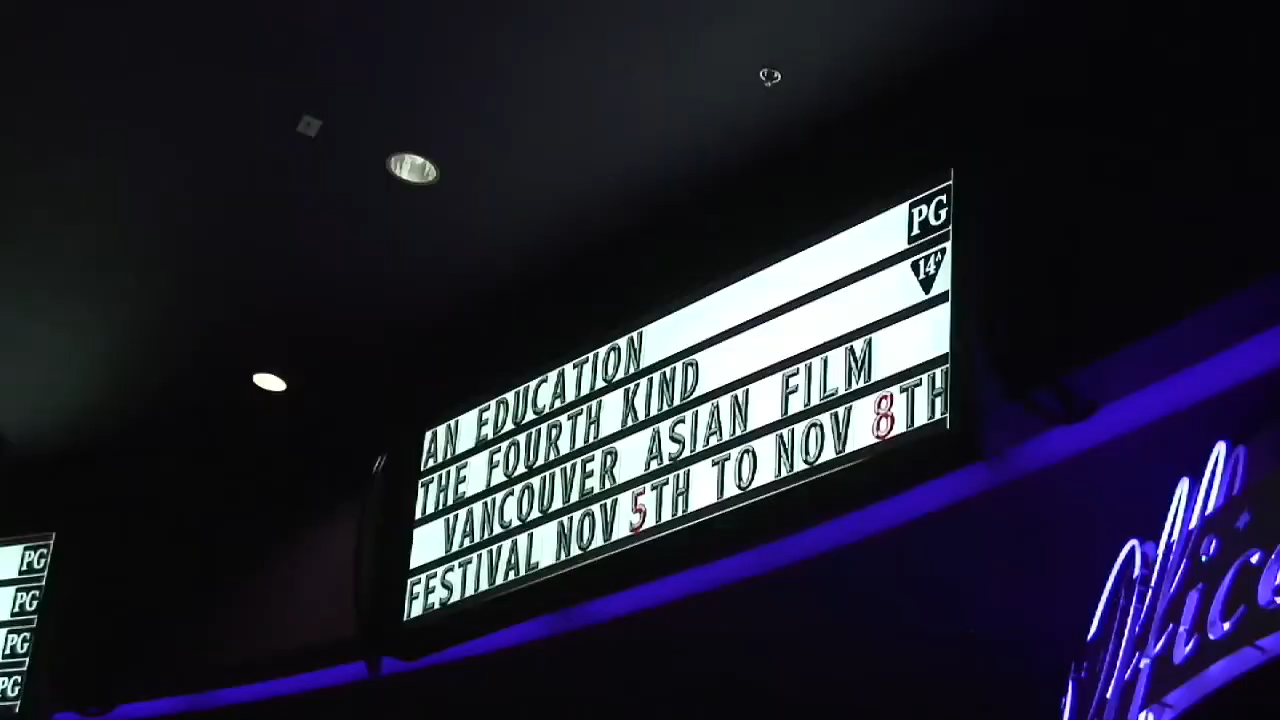 AN EDUCATION PG
THE FOURTH KIND 14A
VANCOUVER ASIAN FILM
FESTIVAL NOV 5TH TO NOV 8TH
PG
PG
PG
PG
Office